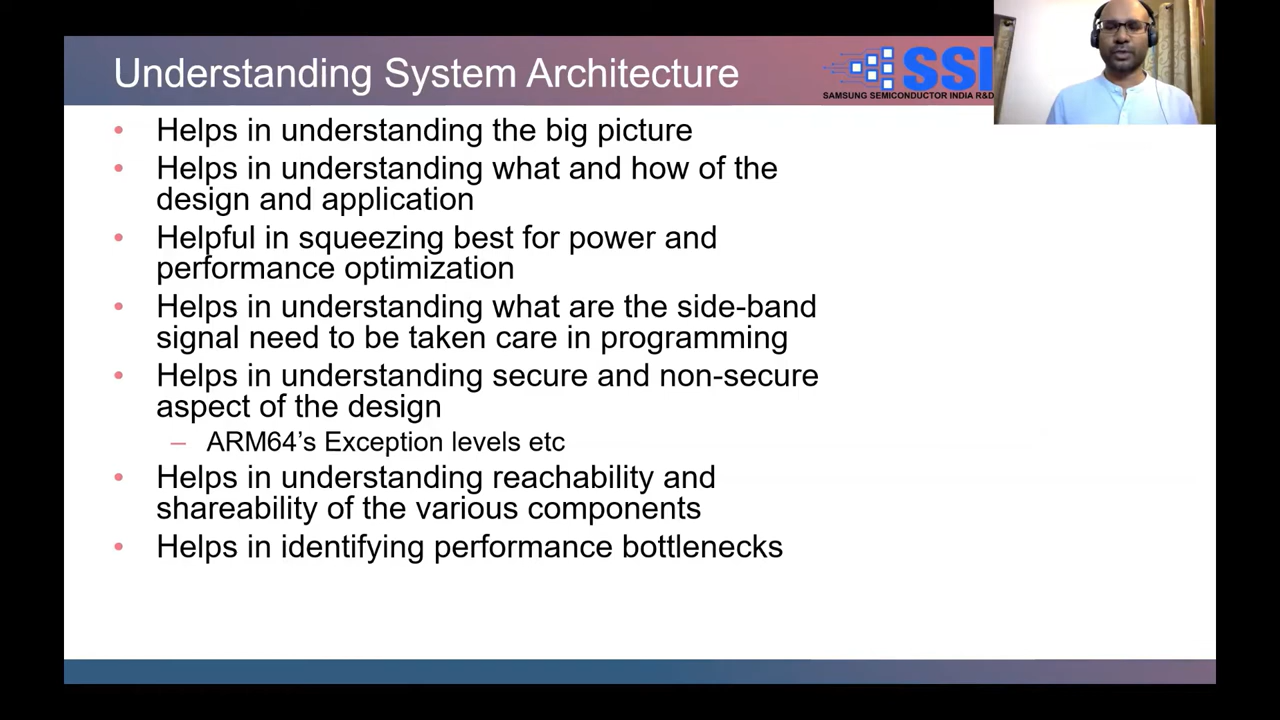 Understanding System Architecture
SSI
SAMSUNG SEMICONDUCTOR INDIA R&D
• Helps in understanding the big picture
• Helps in understanding what and how of the
design and application
• Helpful in squeezing best for power and
performance optimization
• Helps in understanding what are the side-band
signal need to be taken care in programming
• Helps in understanding secure and non-secure
aspect of the design
– ARM64’s Exception levels etc
• Helps in understanding reachability and
shareability of the various components
• Helps in identifying performance bottlenecks